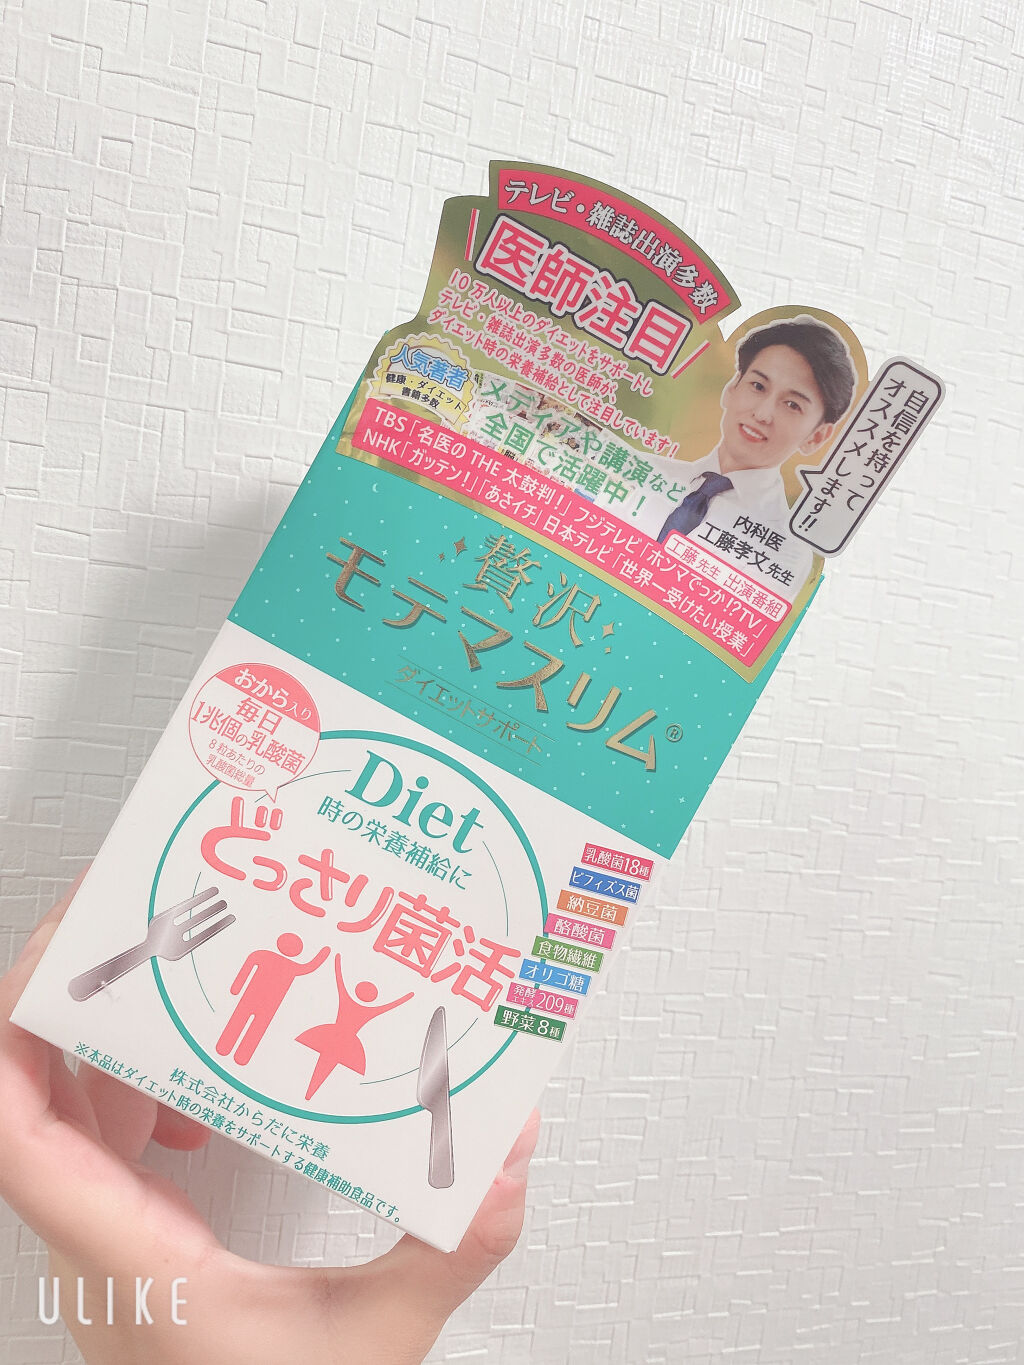 テレビ・雑誌出演多数
医師注目
10万人以上のダイエットをサポートし
テレビ・雑誌出演多数の医師が、
ダイエット時の栄養補給として注目しています!
人気著者
健康・ダイエット
書籍多数
メディアや講演など
全国で活躍中!
自信を持って
オススメします!!
内科医
工藤孝文先生
工藤先生 出演番組
TBS「名医のTHE太鼓判!」フジテレビ「ホンマでっか!?TV」
NHK「ガッテン!」「あさイチ」日本テレビ「世界一受けたい授業」
贅沢
モテマスリム®
ダイエットサポート
おから入り
毎日
1兆個の乳酸菌
8粒あたりの
乳酸菌総量
Diet
時の栄養補給に
どっさり菌活
乳酸菌18種
ビフィズス菌
納豆菌
酪酸菌
食物繊維
オリゴ糖
発酵エキス209種
野菜8種
株式会社からだに栄養
※本品はダイエット時の栄養をサポートする健康補助食品です。
ULIKE